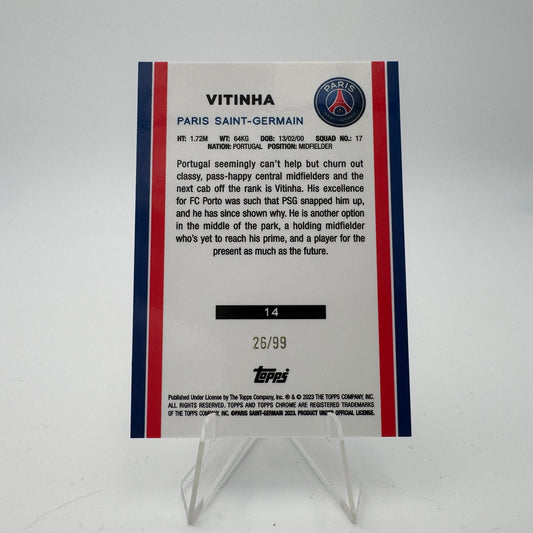 VITINHA
PARIS
SAINT-GERMAIN
PARIS SAINT-GERMAIN
HT: 1.72M WT: 64KG DOB: 13/02/00 SQUAD NO.: 17
NATION: PORTUGAL POSITION: MIDFIELDER
Portugal seemingly can't help but churn out
classy, pass-happy central midfielders and the
next cab off the rank is Vitinha. His excellence
for FC Porto was such that PSG snapped him up,
and he has since shown why. He is another option
in the middle of the park, a holding midfielder
who's yet to reach his prime, and a player for the
present as much as the future.
14
26/99
topps
Published Under License by The Topps Company, Inc. ® & © 2023 THE TOPPS COMPANY, INC.
ALL RIGHTS RESERVED. TOPPS AND TOPPS CHROME ARE REGISTERED TRADEMARKS
OF THE TOPPS COMPANY, INC. ©PARIS SAINT-GERMAIN 2023. PRODUCT UNDER OFFICIAL LICENSE.